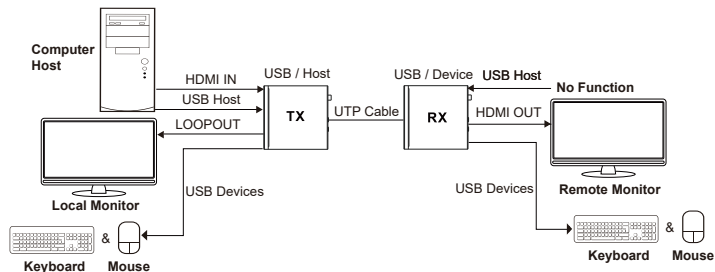 Computer
Host
HDMI IN
USB Host
LOOPOUT
Local Monitor
USB Devices
&
Keyboard Mouse
USB / Host
TX
UTP Cable
USB / Device
RX
USB Host
No Function
HDMI OUT
Remote Monitor
USB Devices
&
Keyboard Mouse